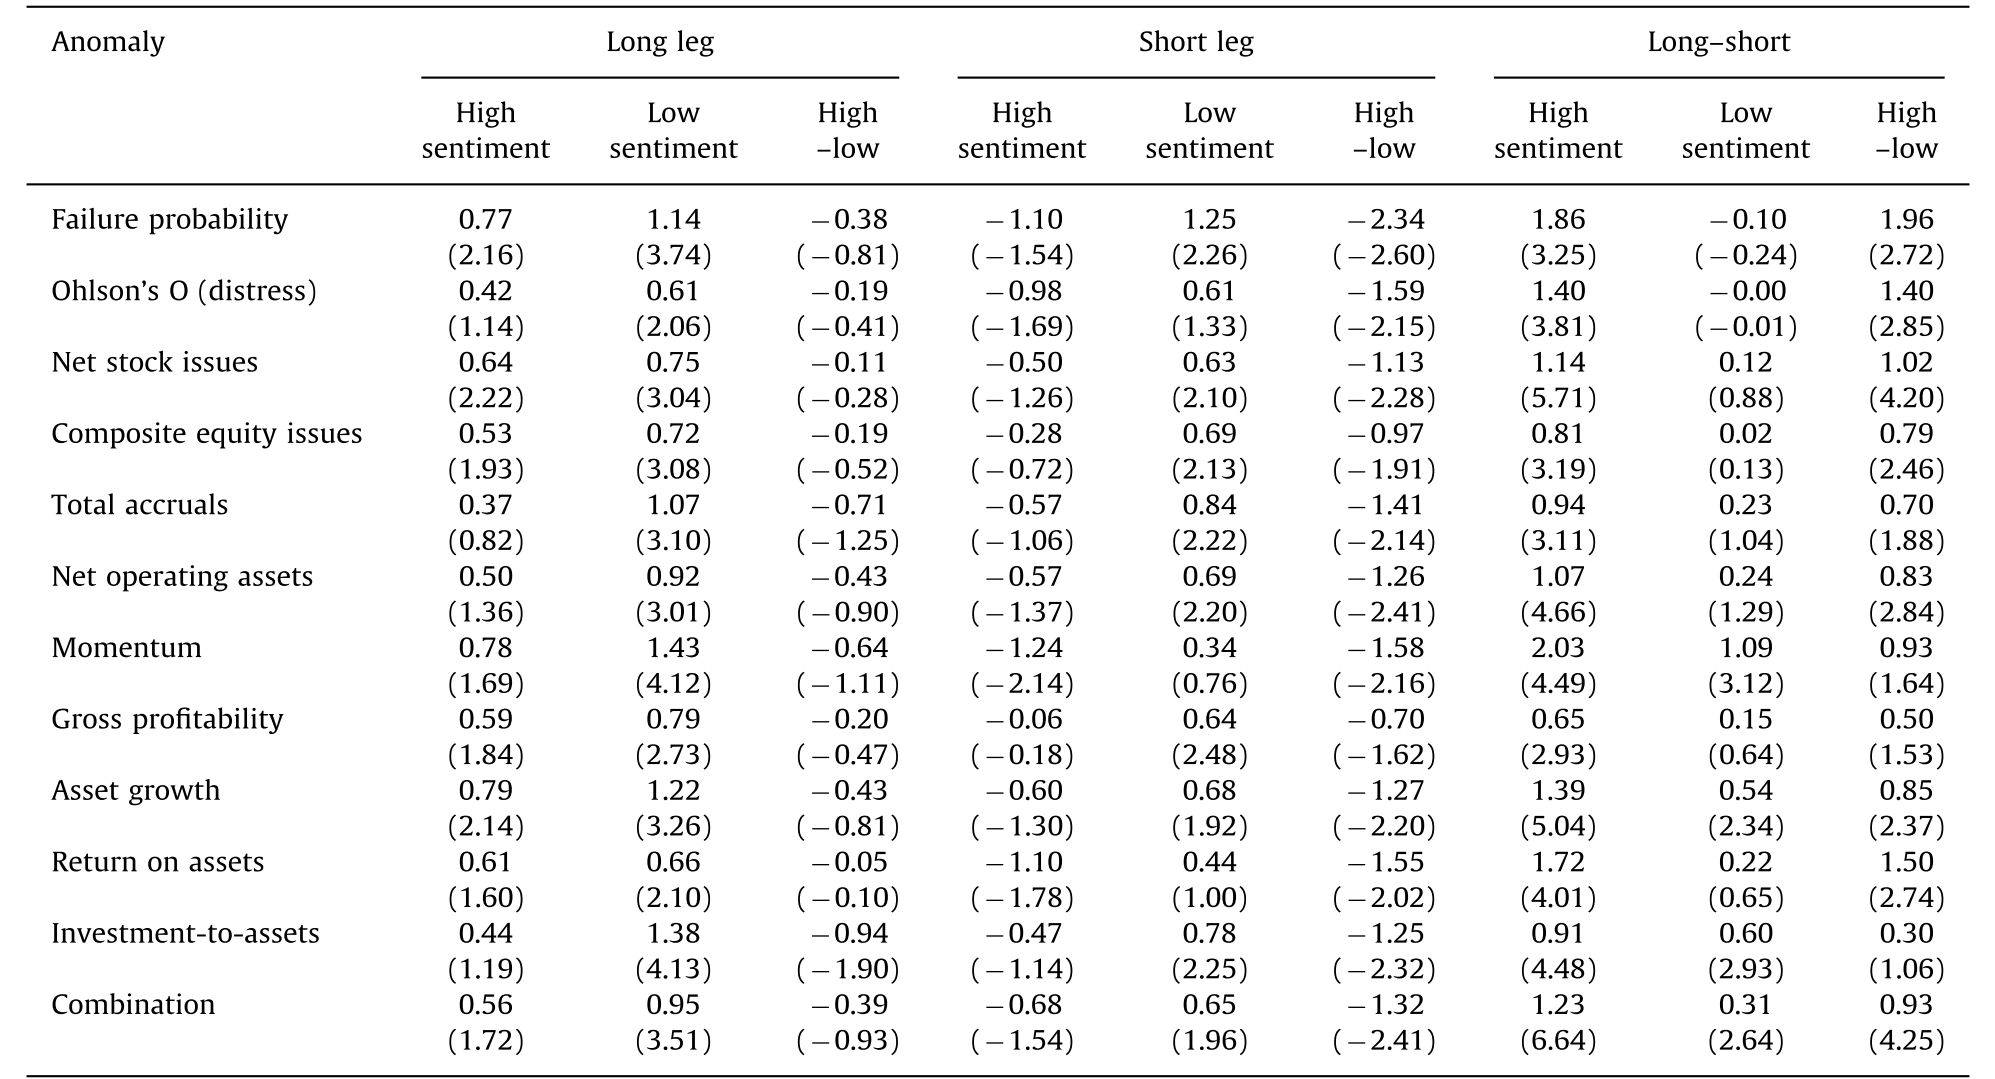 Anomaly Long leg Short leg Long–short
High Low High High Low High High Low High
sentiment sentiment –low sentiment sentiment –low sentiment sentiment –low
Failure probability 0.77 1.14 −0.38 −1.10 1.25 −2.34 1.86 −0.10 1.96
(2.16) (3.74) (−0.81) (−1.54) (2.26) (−2.60) (3.25) (−0.24) (2.72)
Ohlson’s O (distress) 0.42 0.61 −0.19 −0.98 0.61 −1.59 1.40 −0.00 1.40
(1.14) (2.06) (−0.41) (−1.69) (1.33) (−2.15) (3.81) (−0.01) (2.85)
Net stock issues 0.64 0.75 −0.11 −0.50 0.63 −1.13 1.14 0.12 1.02
(2.22) (3.04) (−0.28) (−1.26) (2.10) (−2.28) (5.71) (0.88) (4.20)
Composite equity issues 0.53 0.72 −0.19 −0.28 0.69 −0.97 0.81 0.02 0.79
(1.93) (3.08) (−0.52) (−0.72) (2.13) (−1.91) (3.19) (0.13) (2.46)
Total accruals 0.37 1.07 −0.71 −0.57 0.84 −1.41 0.94 0.23 0.70
(0.82) (3.10) (−1.25) (−1.06) (2.22) (−2.14) (3.11) (1.04) (1.88)
Net operating assets 0.50 0.92 −0.43 −0.57 0.69 −1.26 1.07 0.24 0.83
(1.36) (3.01) (−0.90) (−1.37) (2.20) (−2.41) (4.66) (1.29) (2.84)
Momentum 0.78 1.43 −0.64 −1.24 0.34 −1.58 2.03 1.09 0.93
(1.69) (4.12) (−1.11) (−2.14) (0.76) (−2.16) (4.49) (3.12) (1.64)
Gross profitability 0.59 0.79 −0.20 −0.06 0.64 −0.70 0.65 0.15 0.50
(1.84) (2.73) (−0.47) (−0.18) (2.48) (−1.62) (2.93) (0.64) (1.53)
Asset growth 0.79 1.22 −0.43 −0.60 0.68 −1.27 1.39 0.54 0.85
(2.14) (3.26) (−0.81) (−1.30) (1.92) (−2.20) (5.04) (2.34) (2.37)
Return on assets 0.61 0.66 −0.05 −1.10 0.44 −1.55 1.72 0.22 1.50
(1.60) (2.10) (−0.10) (−1.78) (1.00) (−2.02) (4.01) (0.65) (2.74)
Investment-to-assets 0.44 1.38 −0.94 −0.47 0.78 −1.25 0.91 0.60 0.30
(1.19) (4.13) (−1.90) (−1.14) (2.25) (−2.32) (4.48) (2.93) (1.06)
Combination 0.56 0.95 −0.39 −0.68 0.65 −1.32 1.23 0.31 0.93
(1.72) (3.51) (−0.93) (−1.54) (1.96) (−2.41) (6.64) (2.64) (4.25)